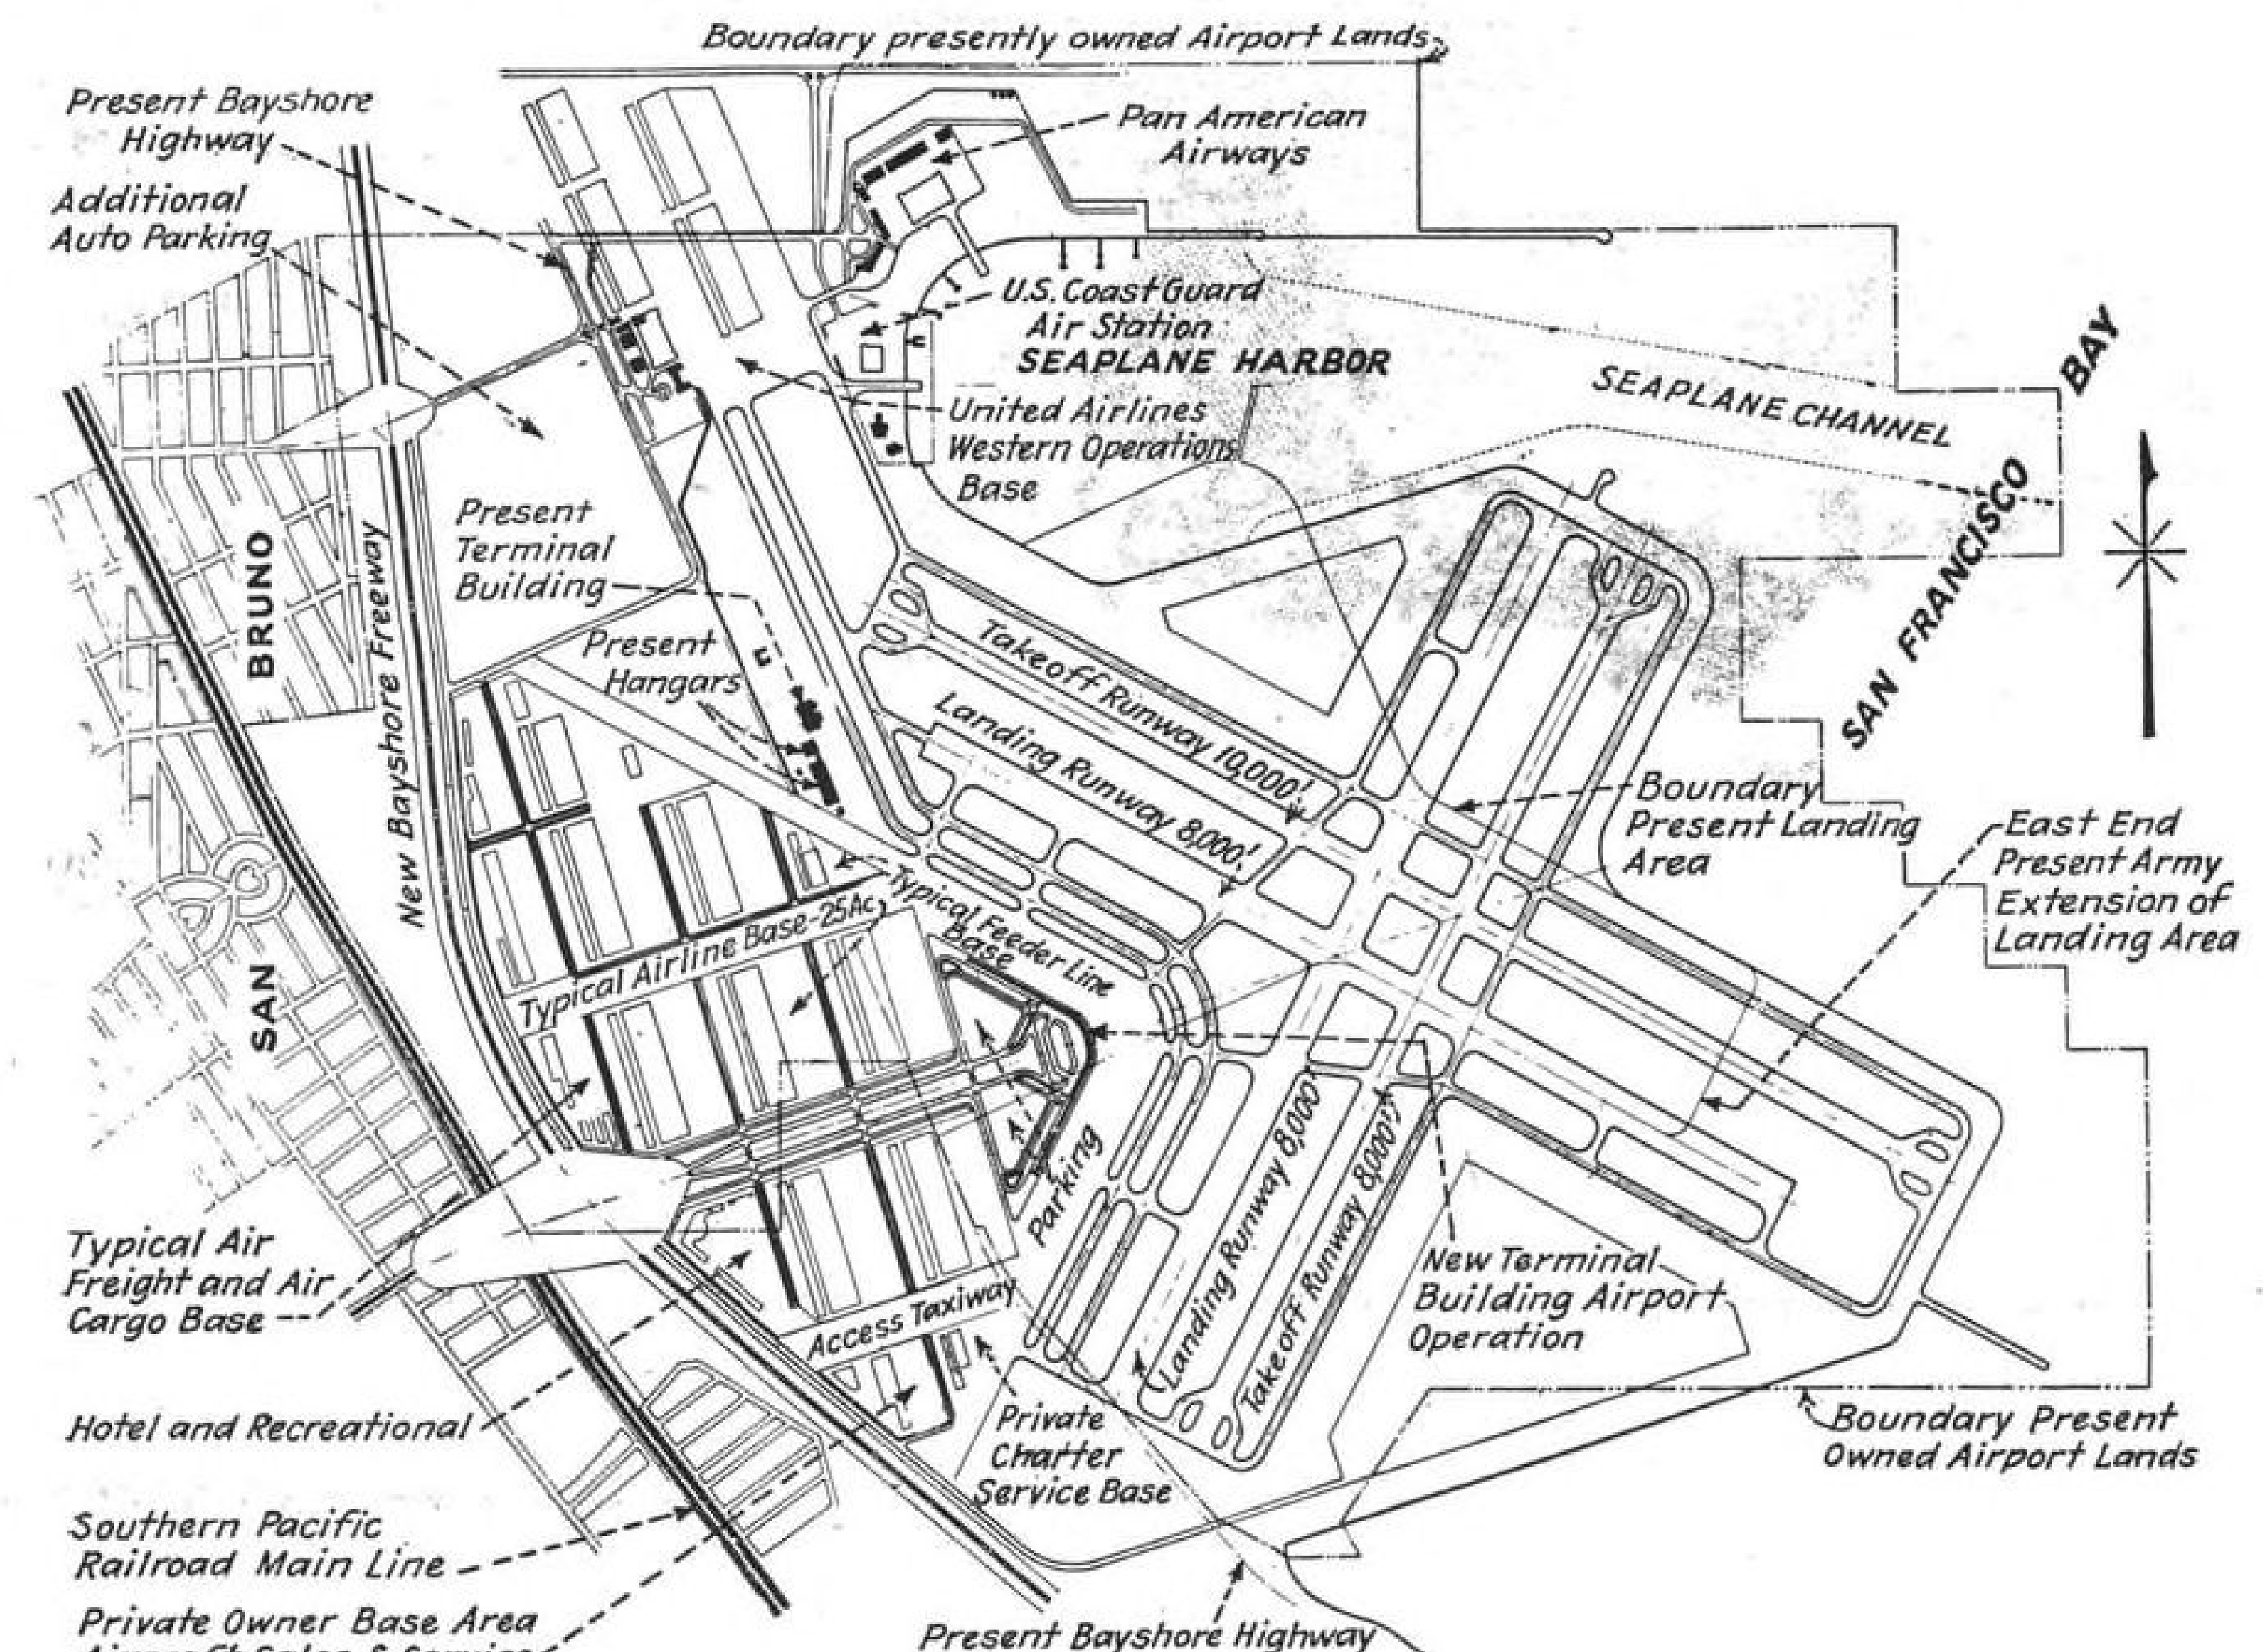 Boundary presently owned Airport Lands
Present Bayshore
Highway
Pan American
Airways
Additional
Auto Parking
U.S. Coast Guard
Air Station
SEAPLANE HARBOR
SEAPLANE CHANNEL
SAN FRANCISCO BAY
United Airlines
Western Operations
Base
Present
Terminal
Building
SAN BRUNO
New Bayshore Freeway
Present
Hangars
Takeoff Runway 10,000'
Landing Runway 8,000'
Boundary
Present Landing
Area
East End
Present Army
Extension of
Landing Area
Typical Airline Base-25Ac.
Typical Feeder Line
Base
Parking
Landing Runway 8,000'
Takeoff Runway 8,000'
New Terminal
Building Airport
Operation
Typical Air
Freight and Air
Cargo Base
Access Taxiway
Hotel and Recreational
Private
Charter
Service Base
Boundary Present
Owned Airport Lands
Southern Pacific
Railroad Main Line
Private Owner Base Area
Present Bayshore Highway